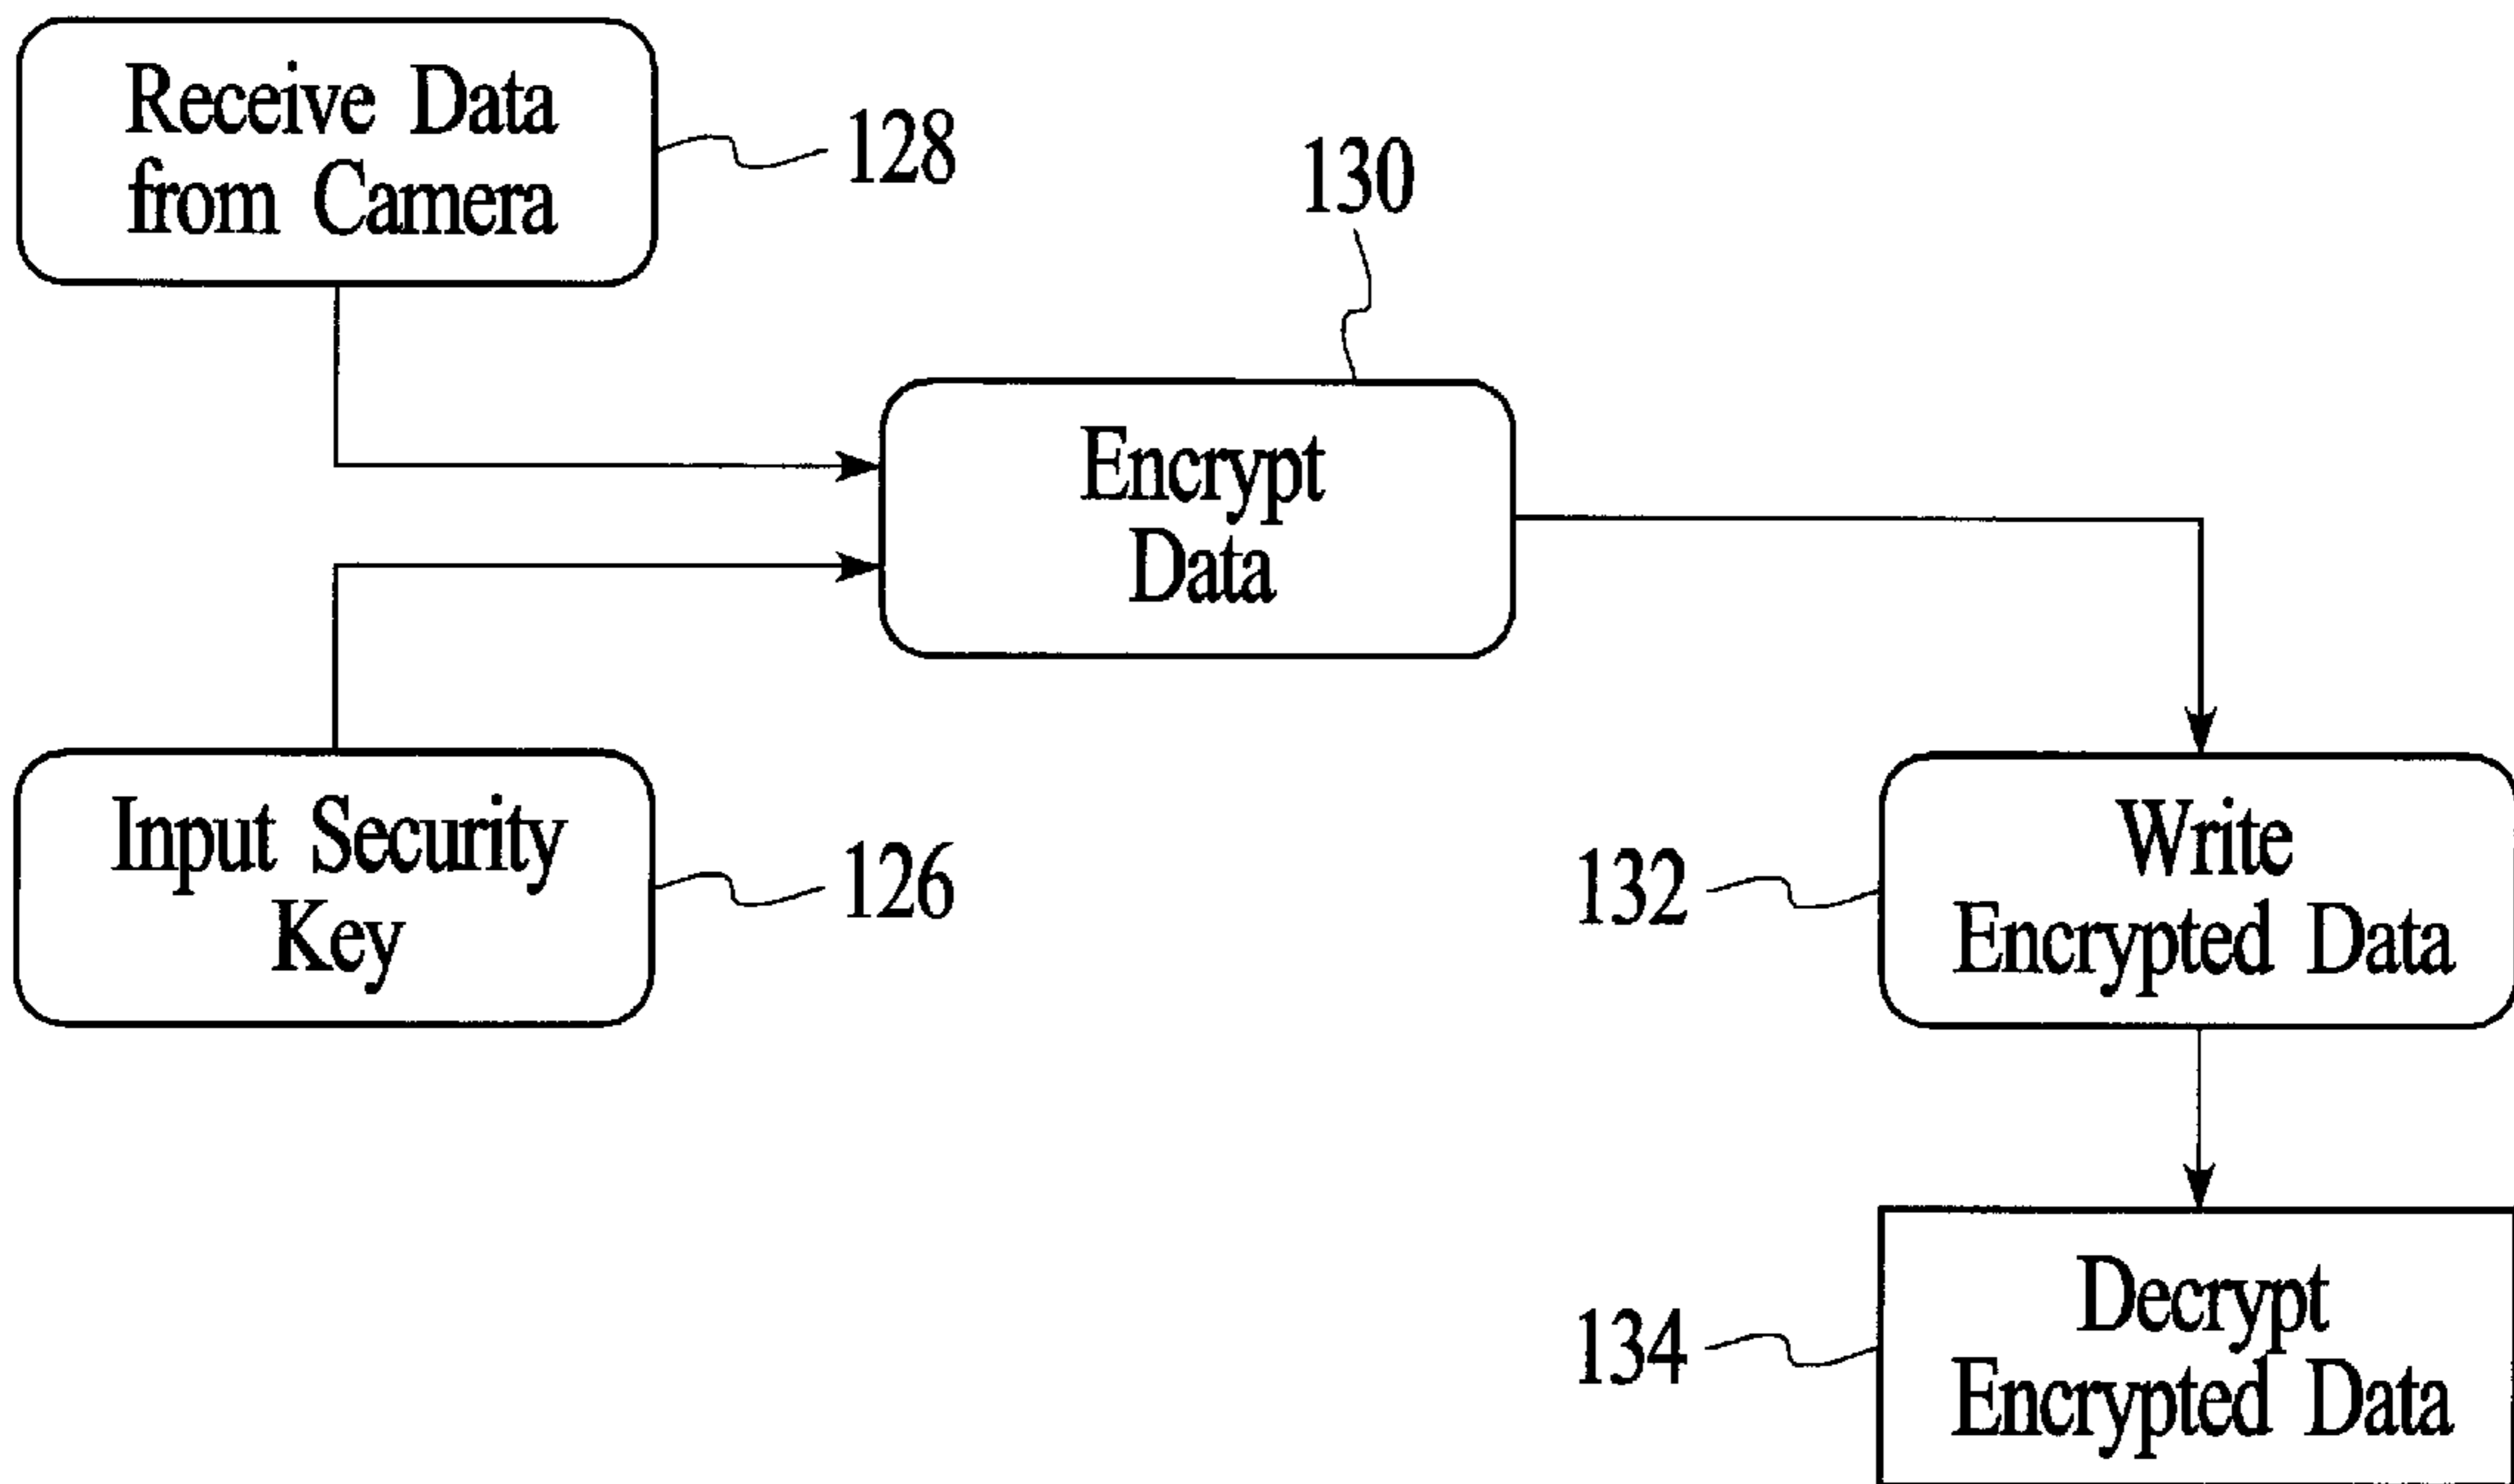 Receive Data
from Camera
128
130
Encrypt
Data
Input Security
Key
126
132
Write
Encrypted Data
134
Decrypt
Encrypted Data